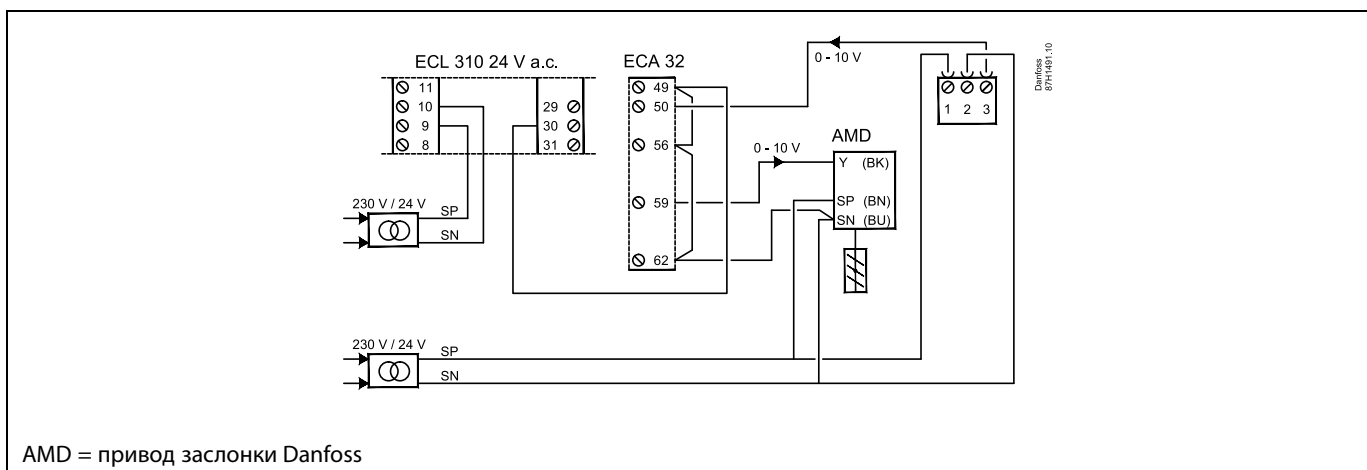 ECL 310 24 V a.c.
11
10
9
8
29
30
31
ECA 32
49
50
56
59
62
0 - 10 V
1 2 3
Danfoss
87H1491.10
AMD
0 - 10 V
Y (BK)
SP (BN)
SN (BU)
230 V / 24 V
SP
SN
230 V / 24 V
SP
SN
AMD = привод заслонки Danfoss